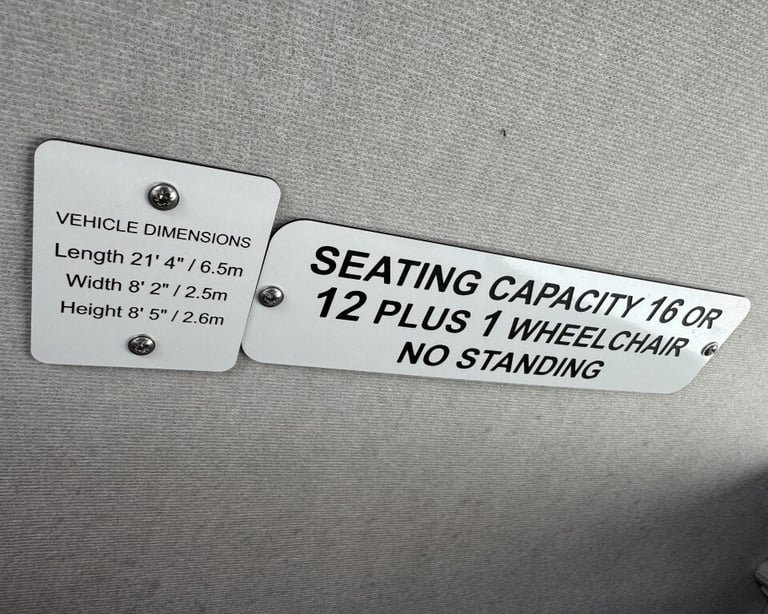 VEHICLE DIMENSIONS
Length 21' 4" / 6.5m
Width 8' 2" / 2.5m
Height 8' 5" / 2.6m
SEATING CAPACITY 16 OR
12 PLUS 1 WHEELCHAIR
NO STANDING